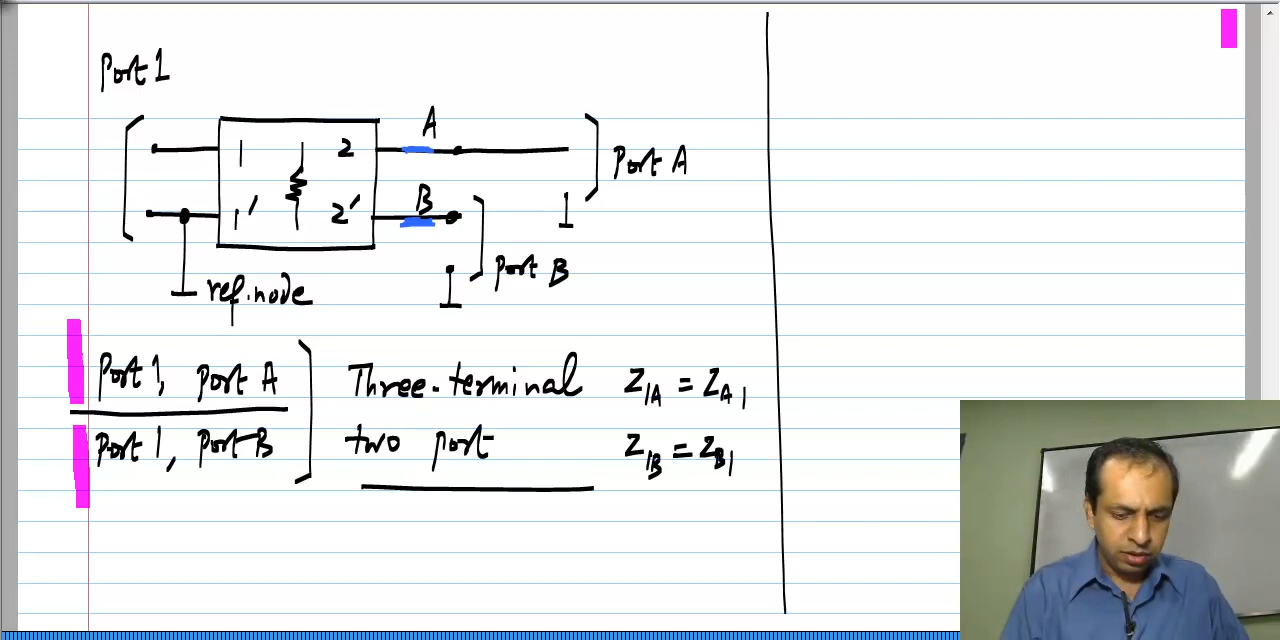 Port 1
A
1 2
Port A
B
1' 2'
Port B
ref. node
Port 1, Port A
Three-terminal
Z1A = ZA1
Port 1, Port B
two port
Z1B = ZB1